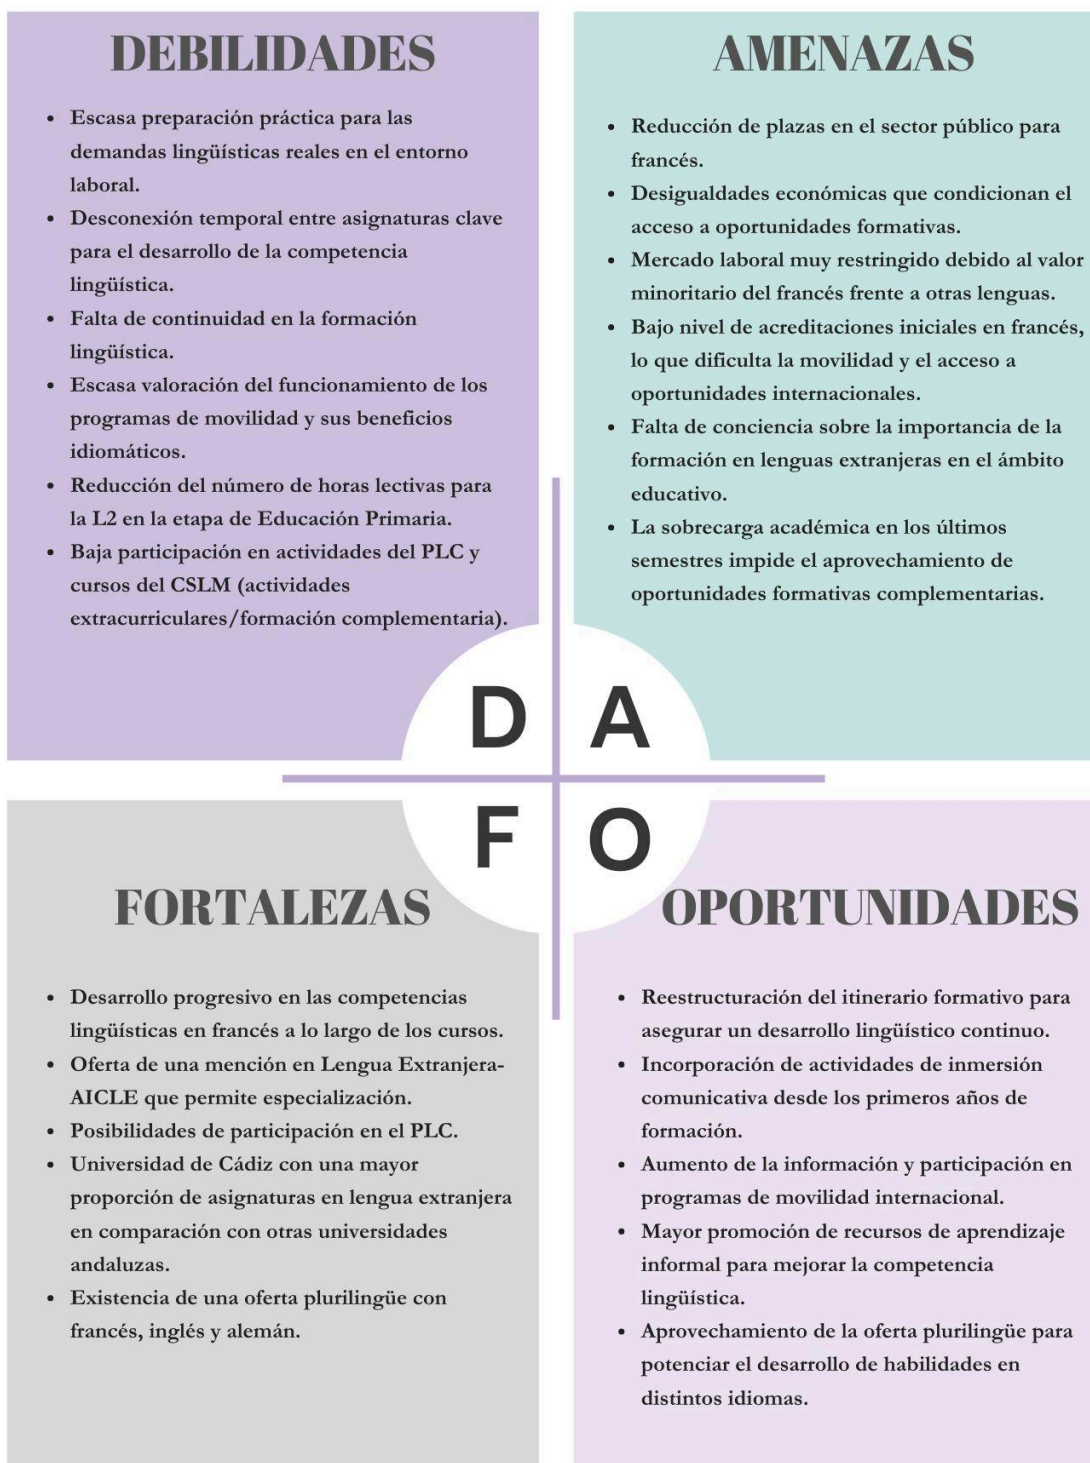 DEBILIDADES
Escasa preparación práctica para las
demandas lingüísticas reales en el entorno
laboral.
Desconexión temporal entre asignaturas clave
para el desarrollo de la competencia
lingüística.
Falta de continuidad en la formación
lingüística.
Escasa valoración del funcionamiento de los
programas de movilidad y sus beneficios
idiomáticos.
Reducción del número de horas lectivas para
la L2 en la etapa de Educación Primaria.
Baja participación en actividades del PLC y
cursos del CSLM (actividades
extracurriculares/formación complementaria).
AMENAZAS
Reducción de plazas en el sector público para
francés.
Desigualdades económicas que condicionan el
acceso a oportunidades formativas.
Mercado laboral muy restringido debido al valor
minoritario del francés frente a otras lenguas.
Bajo nivel de acreditaciones iniciales en francés,
lo que dificulta la movilidad y el acceso a
oportunidades internacionales.
Falta de conciencia sobre la importancia de la
formación en lenguas extranjeras en el ámbito
educativo.
La sobrecarga académica en los últimos
semestres impide el aprovechamiento de
oportunidades formativas complementarias.
D A
F O
FORTALEZAS
Desarrollo progresivo en las competencias
lingüísticas en francés a lo largo de los cursos.
Oferta de una mención en Lengua Extranjera-
AICLE que permite especialización.
Posibilidades de participación en el PLC.
Universidad de Cádiz con una mayor
proporción de asignaturas en lengua extranjera
en comparación con otras universidades
andaluzas.
Existencia de una oferta plurilingüe con
francés, inglés y alemán.
OPORTUNIDADES
Reestructuración del itinerario formativo para
asegurar un desarrollo lingüístico continuo.
Incorporación de actividades de inmersión
comunicativa desde los primeros años de
formación.
Aumento de la información y participación en
programas de movilidad internacional.
Mayor promoción de recursos de aprendizaje
informal para mejorar la competencia
lingüística.
Aprovechamiento de la oferta plurilingüe para
potenciar el desarrollo de habilidades en
distintos idiomas.